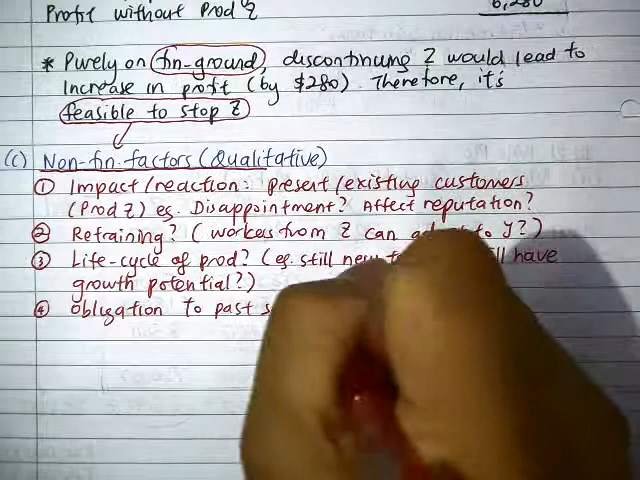 Profit without Prod Z
6,280
* Purely on fin-ground, discontinuing Z would lead to
increase in profit (by $280). Therefore, it's
feasible to stop Z
(c) Non-fin-factors (Qualitative)
① Impact/reaction: present/existing customers
(Prod Z) eg. Disappointment? Affect reputation?
② Retraining? (workers from Z can to Y?)
③ Life-cycle of prod? (eg. still new have
growth potential?)
④ obligation to past